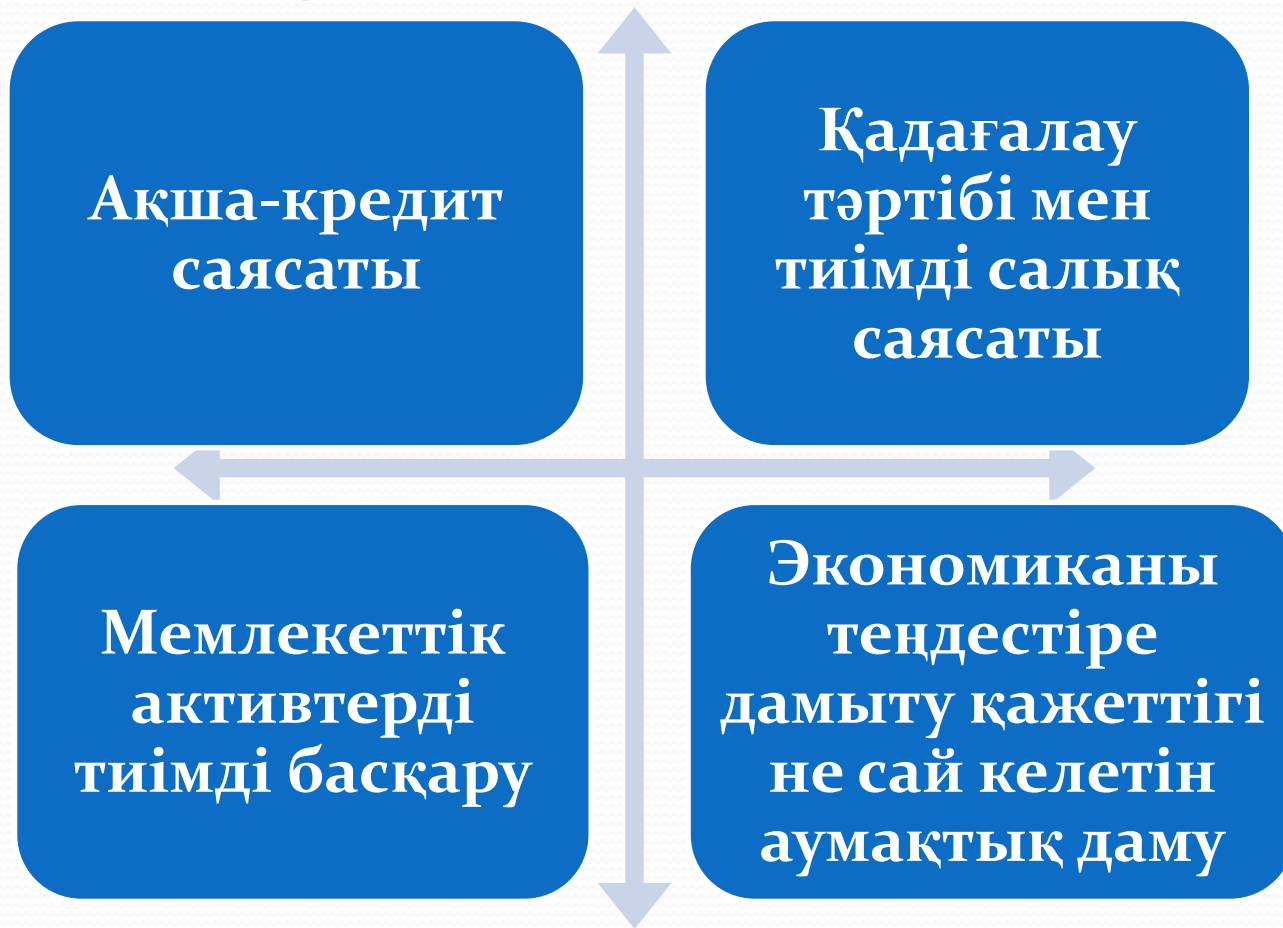 Ақша-кредит
саясаты
Қадағалау
тәртібі мен
тиімді салық
саясаты
Мемлекеттік
активтерді
тиімді басқару
Экономиканы
теңдестіре
дамыту қажеттігі
не сай келетін
аумақтық даму